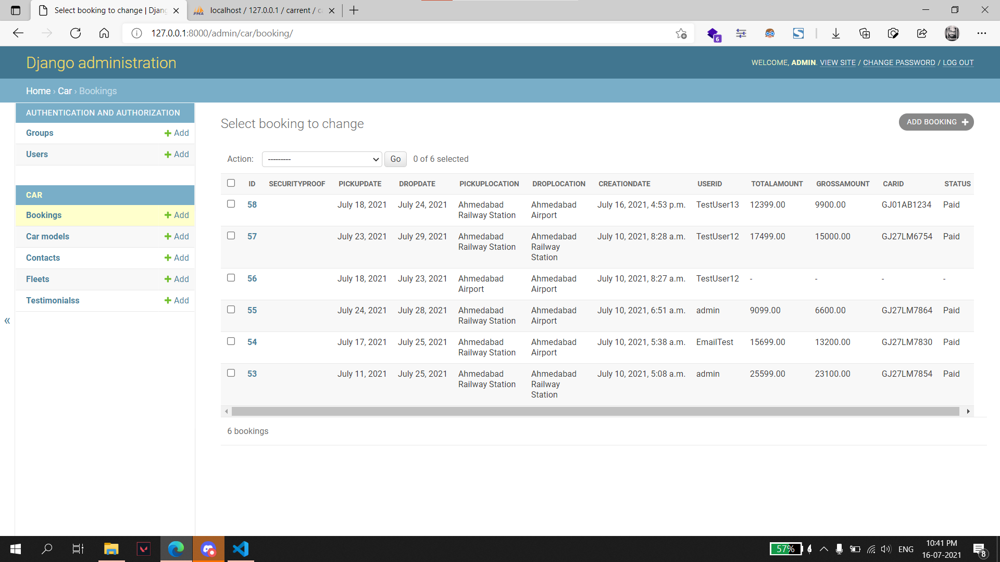 Select booking to change | Djang
PMA localhost / 127.0.0.1 / carrent / c
127.0.0.1:8000/admin/car/booking/
6
Django administration
WELCOME, ADMIN. VIEW SITE / CHANGE PASSWORD / LOG OUT
Home › Car › Bookings
AUTHENTICATION AND AUTHORIZATION
Groups + Add
Users + Add
CAR
Bookings + Add
Car models + Add
Contacts + Add
Fleets + Add
Testimonialss + Add
«
Select booking to change
ADD BOOKING +
Action: --------- Go 0 of 6 selected
ID SECURITYPROOF PICKUPDATE DROPDATE PICKUPLOCATION DROPLOCATION CREATIONDATE USERID TOTALAMOUNT GROSSAMOUNT CARID STATUS
58 July 18, 2021 July 24, 2021 Ahmedabad Ahmedabad July 16, 2021, 4:53 p.m. TestUser13 12399.00 9900.00 GJ01AB1234 Paid
Railway Station Airport
57 July 23, 2021 July 29, 2021 Ahmedabad Ahmedabad July 10, 2021, 8:28 a.m. TestUser12 17499.00 15000.00 GJ27LM6754 Paid
Railway Station Railway
Station
56 July 18, 2021 July 23, 2021 Ahmedabad Ahmedabad July 10, 2021, 8:27 a.m. TestUser12 - - - -
Airport Airport
55 July 24, 2021 July 28, 2021 Ahmedabad Ahmedabad July 10, 2021, 6:51 a.m. admin 9099.00 6600.00 GJ27LM7864 Paid
Railway Station Airport
54 July 17, 2021 July 25, 2021 Ahmedabad Ahmedabad July 10, 2021, 5:38 a.m. EmailTest 15699.00 13200.00 GJ27LM7830 Paid
Railway Station Airport
53 July 11, 2021 July 25, 2021 Ahmedabad Ahmedabad July 10, 2021, 5:08 a.m. admin 25599.00 23100.00 GJ27LM7854 Paid
Railway Station Railway
Station
6 bookings
57% ENG 10:41 PM
16-07-2021
8